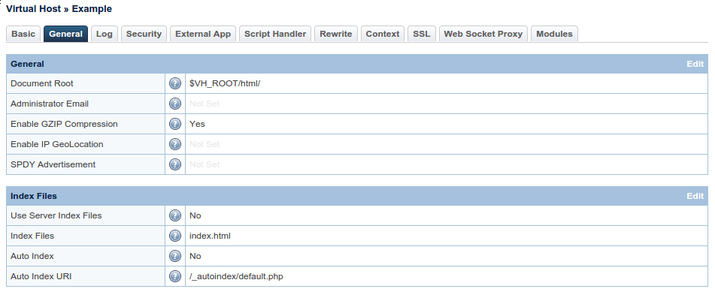 Virtual Host » Example
Basic General Log Security External App Script Handler Rewrite Context SSL Web Socket Proxy Modules
General Edit
Document Root $VH_ROOT/html/
Administrator Email Not Set
Enable GZIP Compression Yes
Enable IP GeoLocation Not Set
SPDY Advertisement Not Set
Index Files Edit
Use Server Index Files No
Index Files index.html
Auto Index No
Auto Index URI /_autoindex/default.php